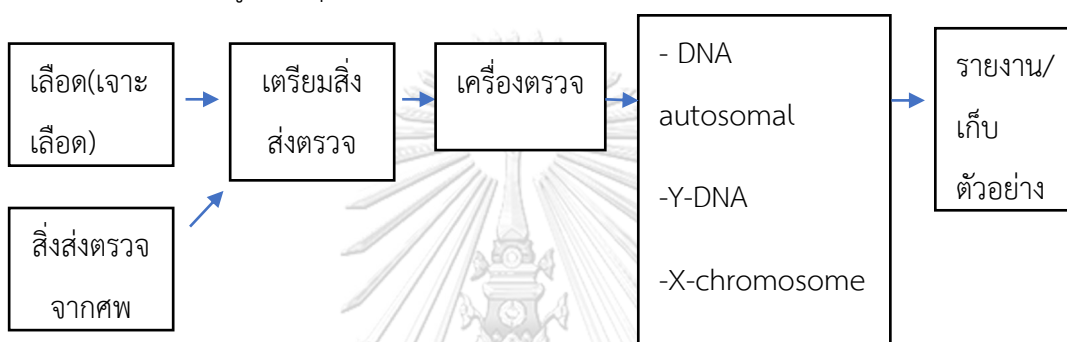 เลือด(เจาะ
เลือด)
สิ่งส่งตรวจ
จากศพ
เตรียมสิ่ง
ส่งตรวจ
เครื่องตรวจ
- DNA
autosomal
-Y-DNA
-X-chromosome
รายงาน/
เก็บ
ตัวอย่าง